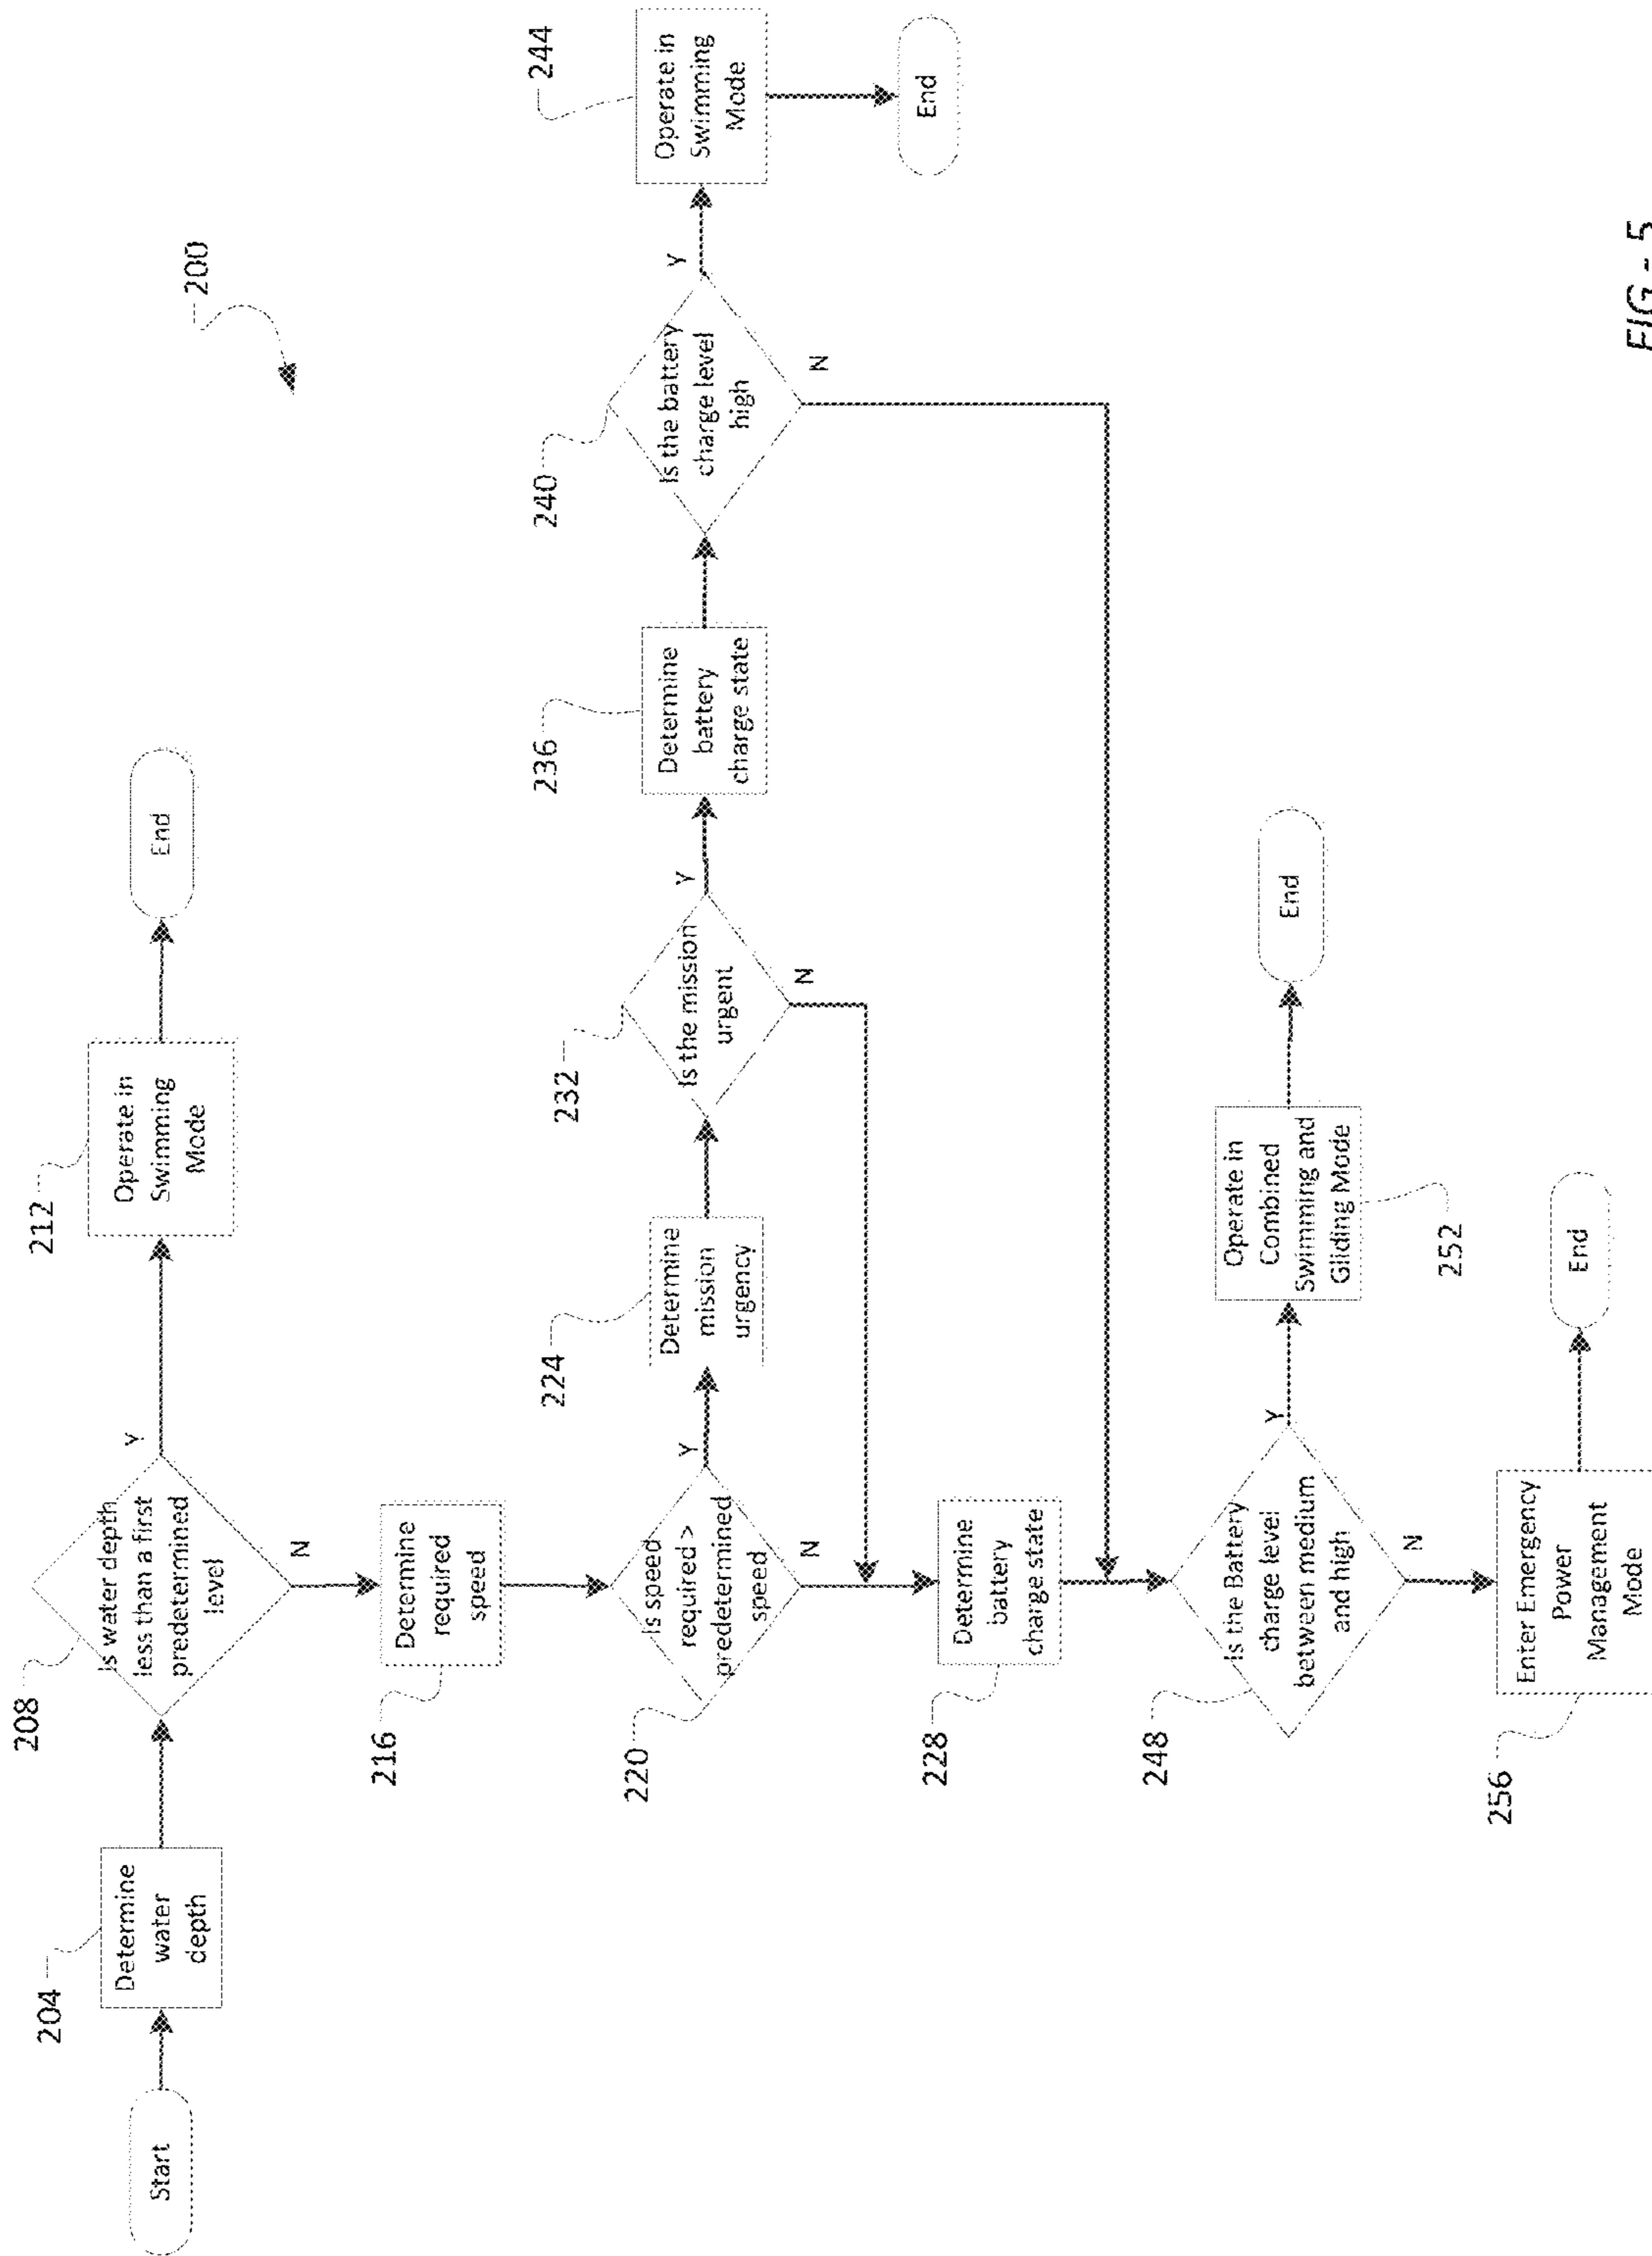 200
Start
204
Determine
water
depth
208
Is water depth
less than a first
predetermined
level
Y
N
212
Operate in
Swimming
Mode
End
216
Determine
required
speed
220
Is speed
required >
predetermined
speed
Y
N
224
Determine
mission
urgency
232
Is the mission
urgent
Y
N
236
Determine
battery
charge state
240
Is the battery
charge level
high
Y
N
244
Operate in
Swimming
Mode
End
228
Determine
battery
charge state
248
Is the Battery
charge level
between medium
and high
Y
N
252
Operate in
Combined
Swimming and
Gliding Mode
End
256
Enter Emergency
Power
Management
Mode
End
FIG - 5